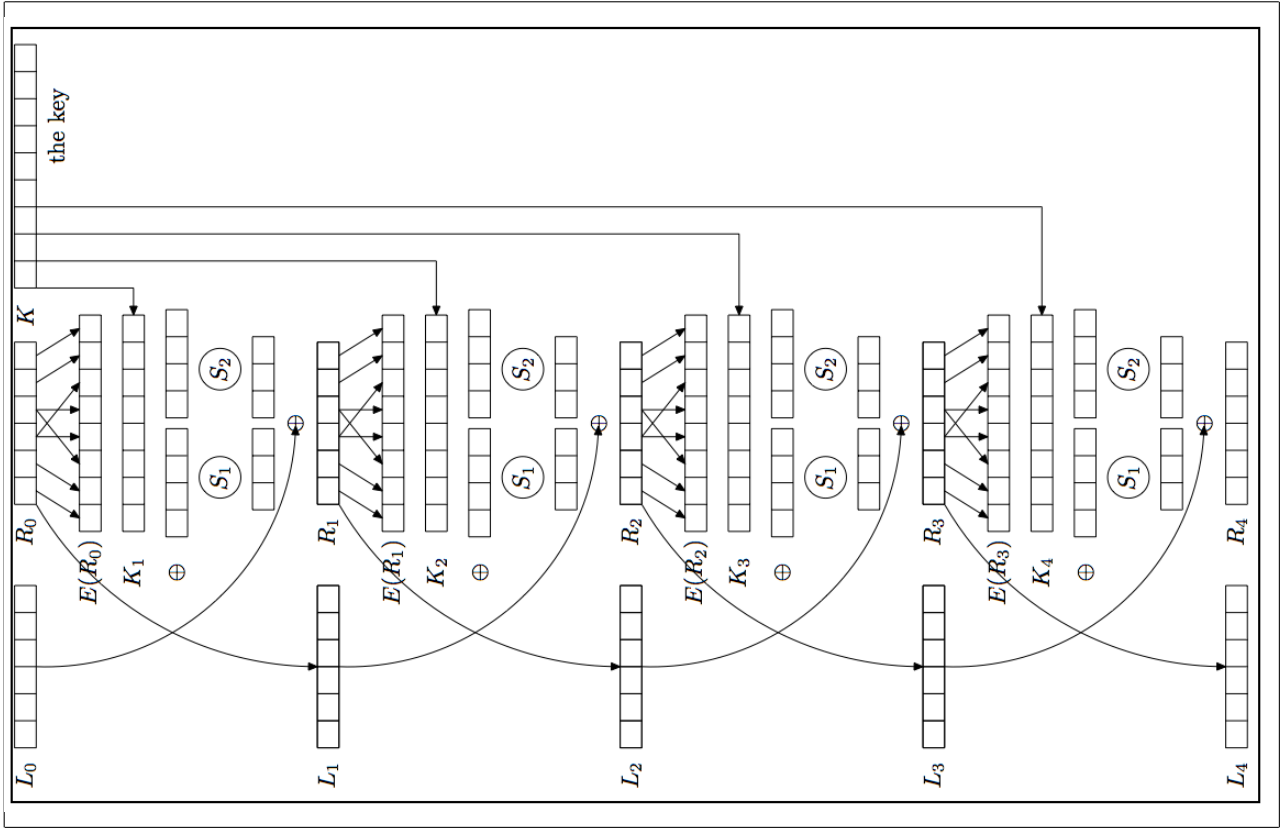 L₀ R₀ K
the key
E(R₀)
K₁
⊕
S₁ S₂
⊕
L₁ R₁
E(R₁)
K₂
⊕
S₁ S₂
⊕
L₂ R₂
E(R₂)
K₃
⊕
S₁ S₂
⊕
L₃ R₃
E(R₃)
K₄
⊕
S₁ S₂
⊕
L₄ R₄